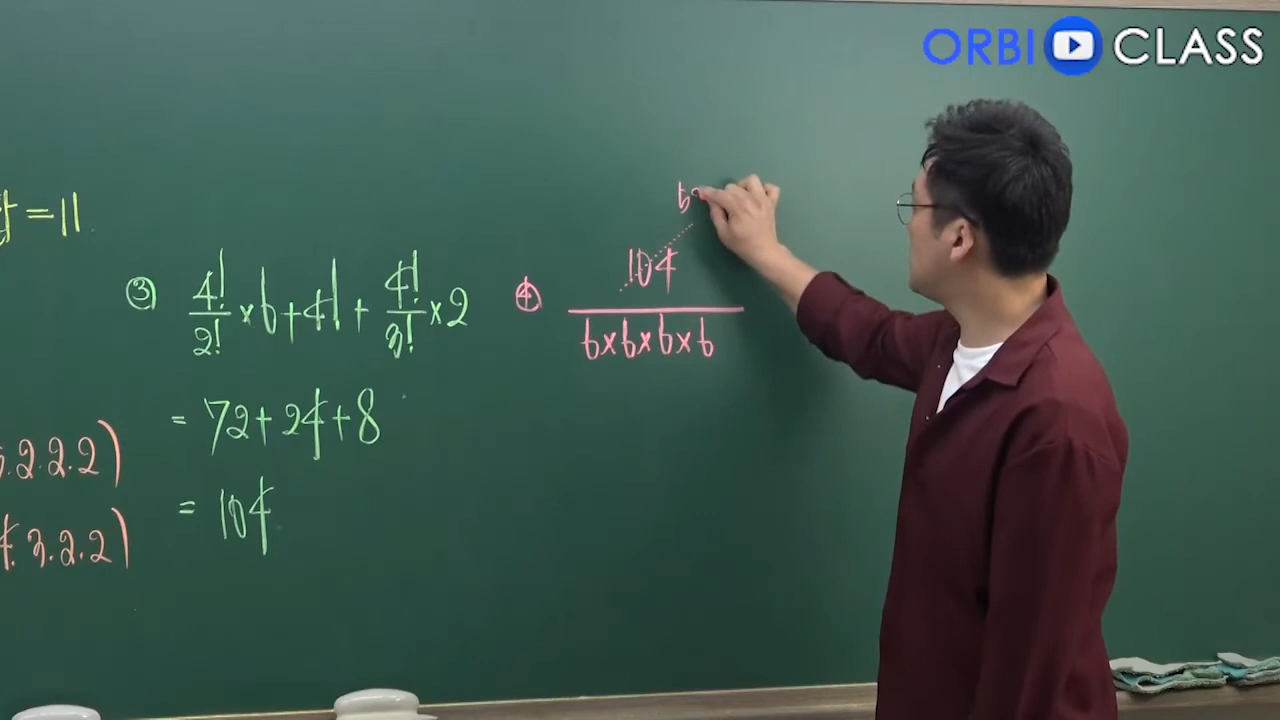 ORBI CLASS
= 11
③ 4!/2! × 6 + 4! + 4!/3! × 2
= 72 + 24 + 8
= 104
2.2.2)
3.2.2)
④ 104
6×6×6×6